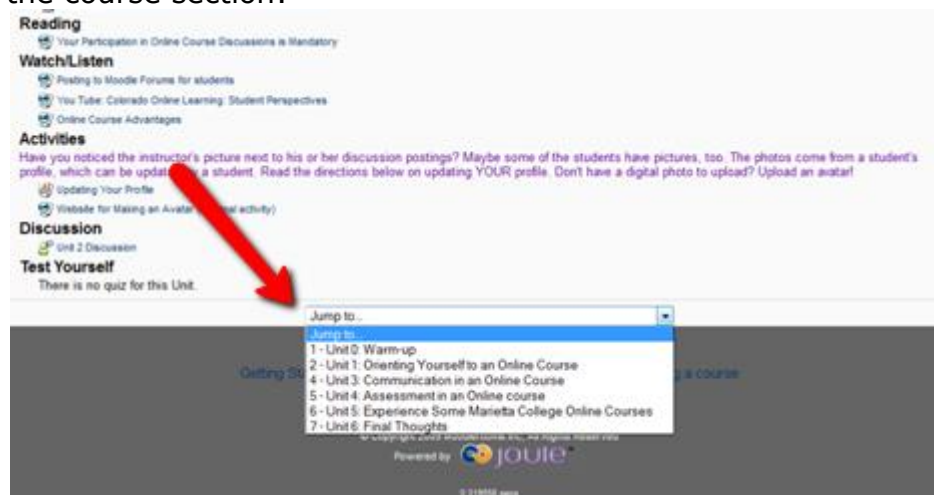 the course section.
Reading
Your Participation in Online Course Discussions is Mandatory
Watch/Listen
Posting to Moodle Forums for students
You Tube: Colorado Online Learning: Student Perspectives
Online Course Advantages
Activities
Have you noticed the instructor's picture next to his or her discussion postings? Maybe some of the students have pictures, too. The photos come from a student's
profile, which can be updated by a student. Read the directions below on updating YOUR profile. Don't have a digital photo to upload? Upload an avatar!
Updating Your Profile
Website for Making an Avatar activity)
Discussion
Unit 2 Discussion
Test Yourself
There is no quiz for this Unit.
Jump to...
Jump to...
1 - Unit 0: Warm-up
2 - Unit 1: Orienting Yourself to an Online Course
4 - Unit 3: Communication in an Online Course
5 - Unit 4: Assessment in an Online course
6 - Unit 5: Experience Some Marietta College Online Courses
7 - Unit 6: Final Thoughts
Getting a course
Powered by joule